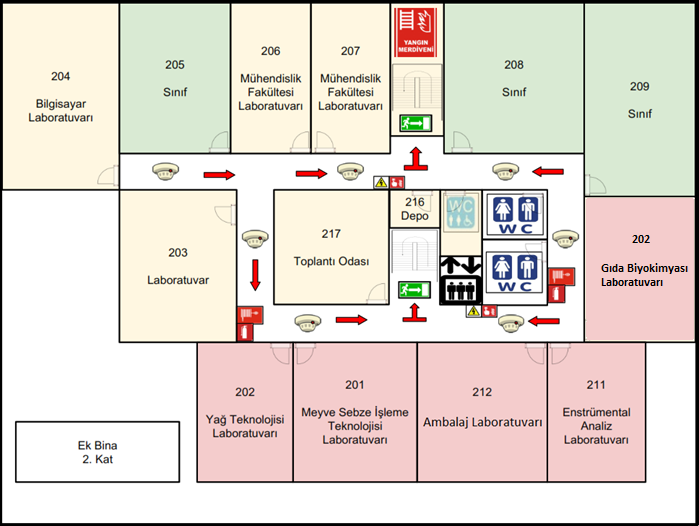 204
Bilgisayar
Laboratuvarı
205
Sınıf
206
Mühendislik
Fakültesi
Laboratuvarı
207
Mühendislik
Fakültesi
Laboratuvarı
YANGIN
MERDİVENİ
208
Sınıf
209
Sınıf
203
Laboratuvar
217
Toplantı Odası
216
Depo
WC
WC
WC
202
Gıda Biyokimyası
Laboratuvarı
202
Yağ Teknolojisi
Laboratuvarı
201
Meyve Sebze İşleme
Teknolojisi
Laboratuvarı
212
Ambalaj Laboratuvarı
211
Enstrümental
Analiz
Laboratuvarı
Ek Bina
2. Kat